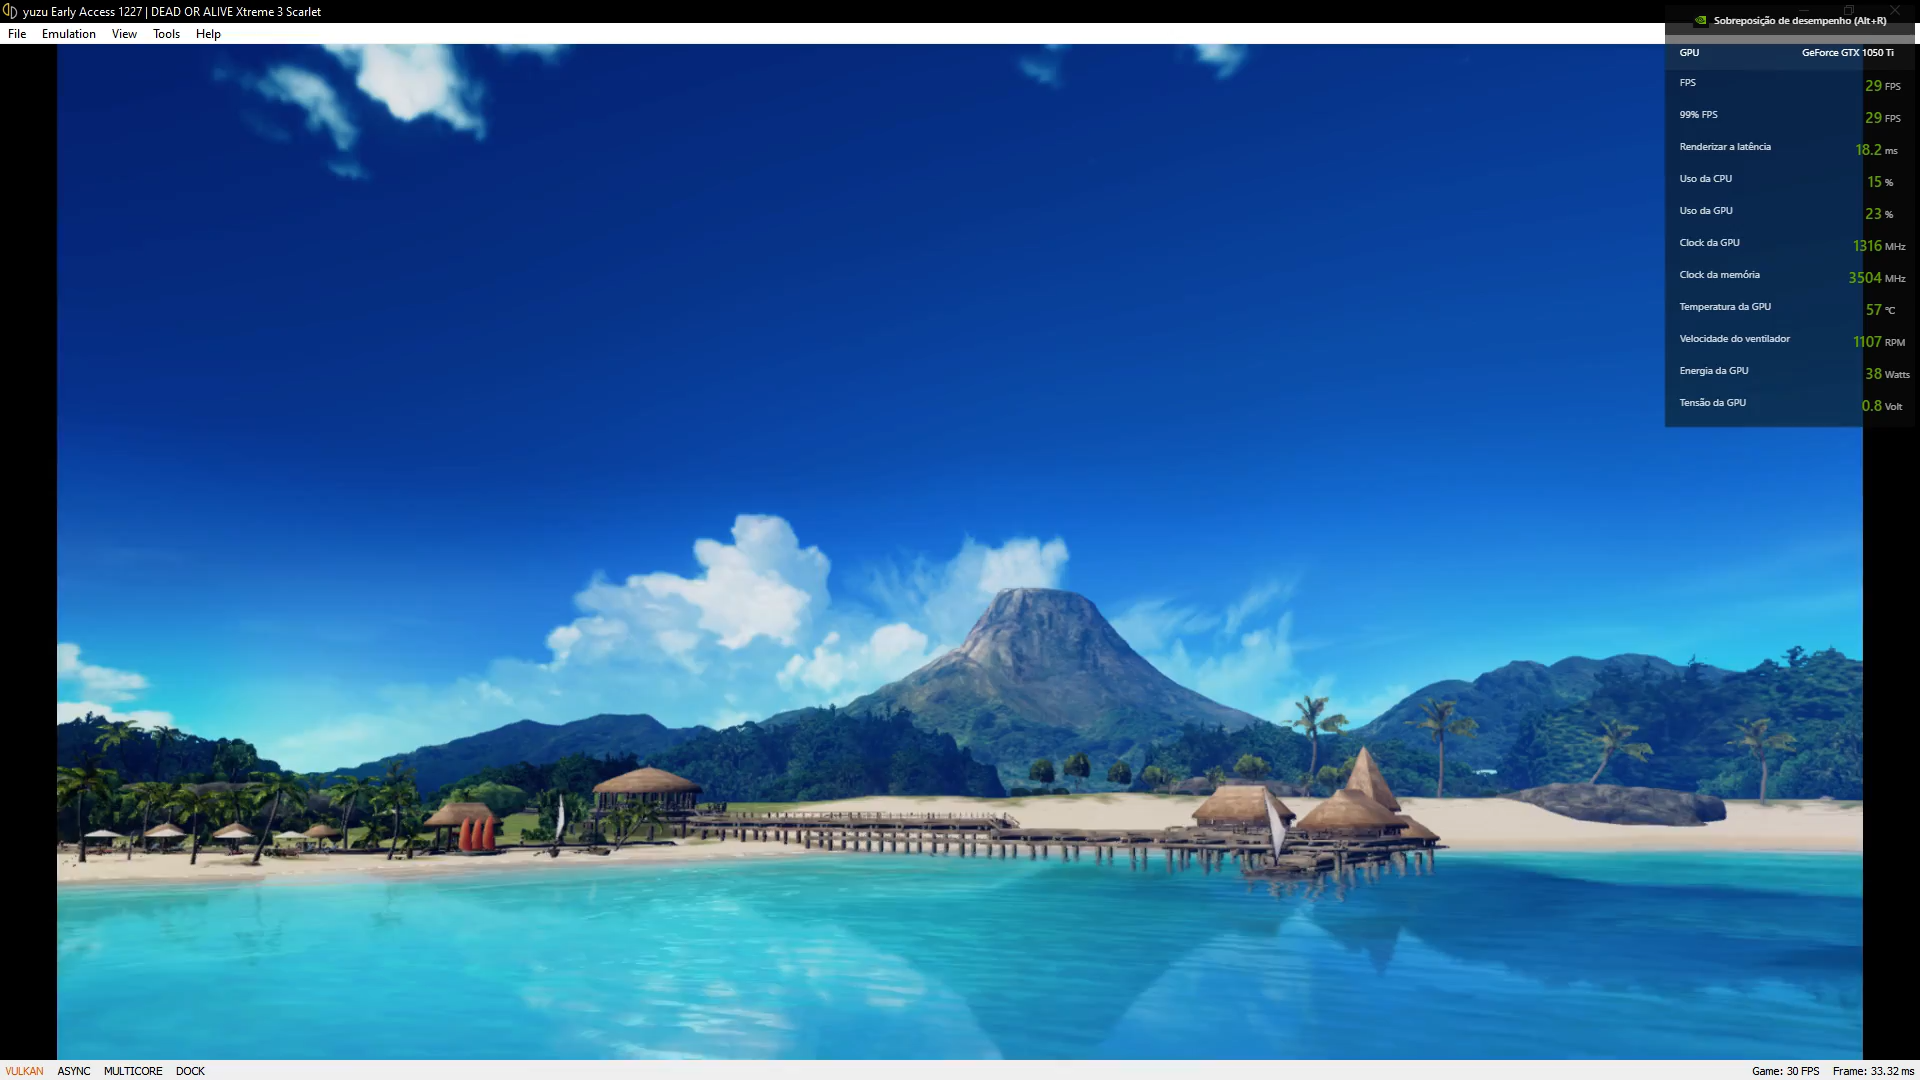 yuzu Early Access 1227 | DEAD OR ALIVE Xtreme 3 Scarlet
File Emulation View Tools Help
Sobreposição de desempenho (Alt+R)
GPU GeForce GTX 1050 Ti
FPS 29 FPS
99% FPS 29 FPS
Renderizar a latência 18.2 ms
Uso da CPU 15 %
Uso da GPU 23 %
Clock da GPU 1316 MHz
Clock da memória 3504 MHz
Temperatura da GPU 57 °C
Velocidade do ventilador 1107 RPM
Energia da GPU 38 Watts
Tensão da GPU 0.8 Volt
VULKAN ASYNC MULTICORE DOCK Game: 30 FPS Frame: 33.32 ms